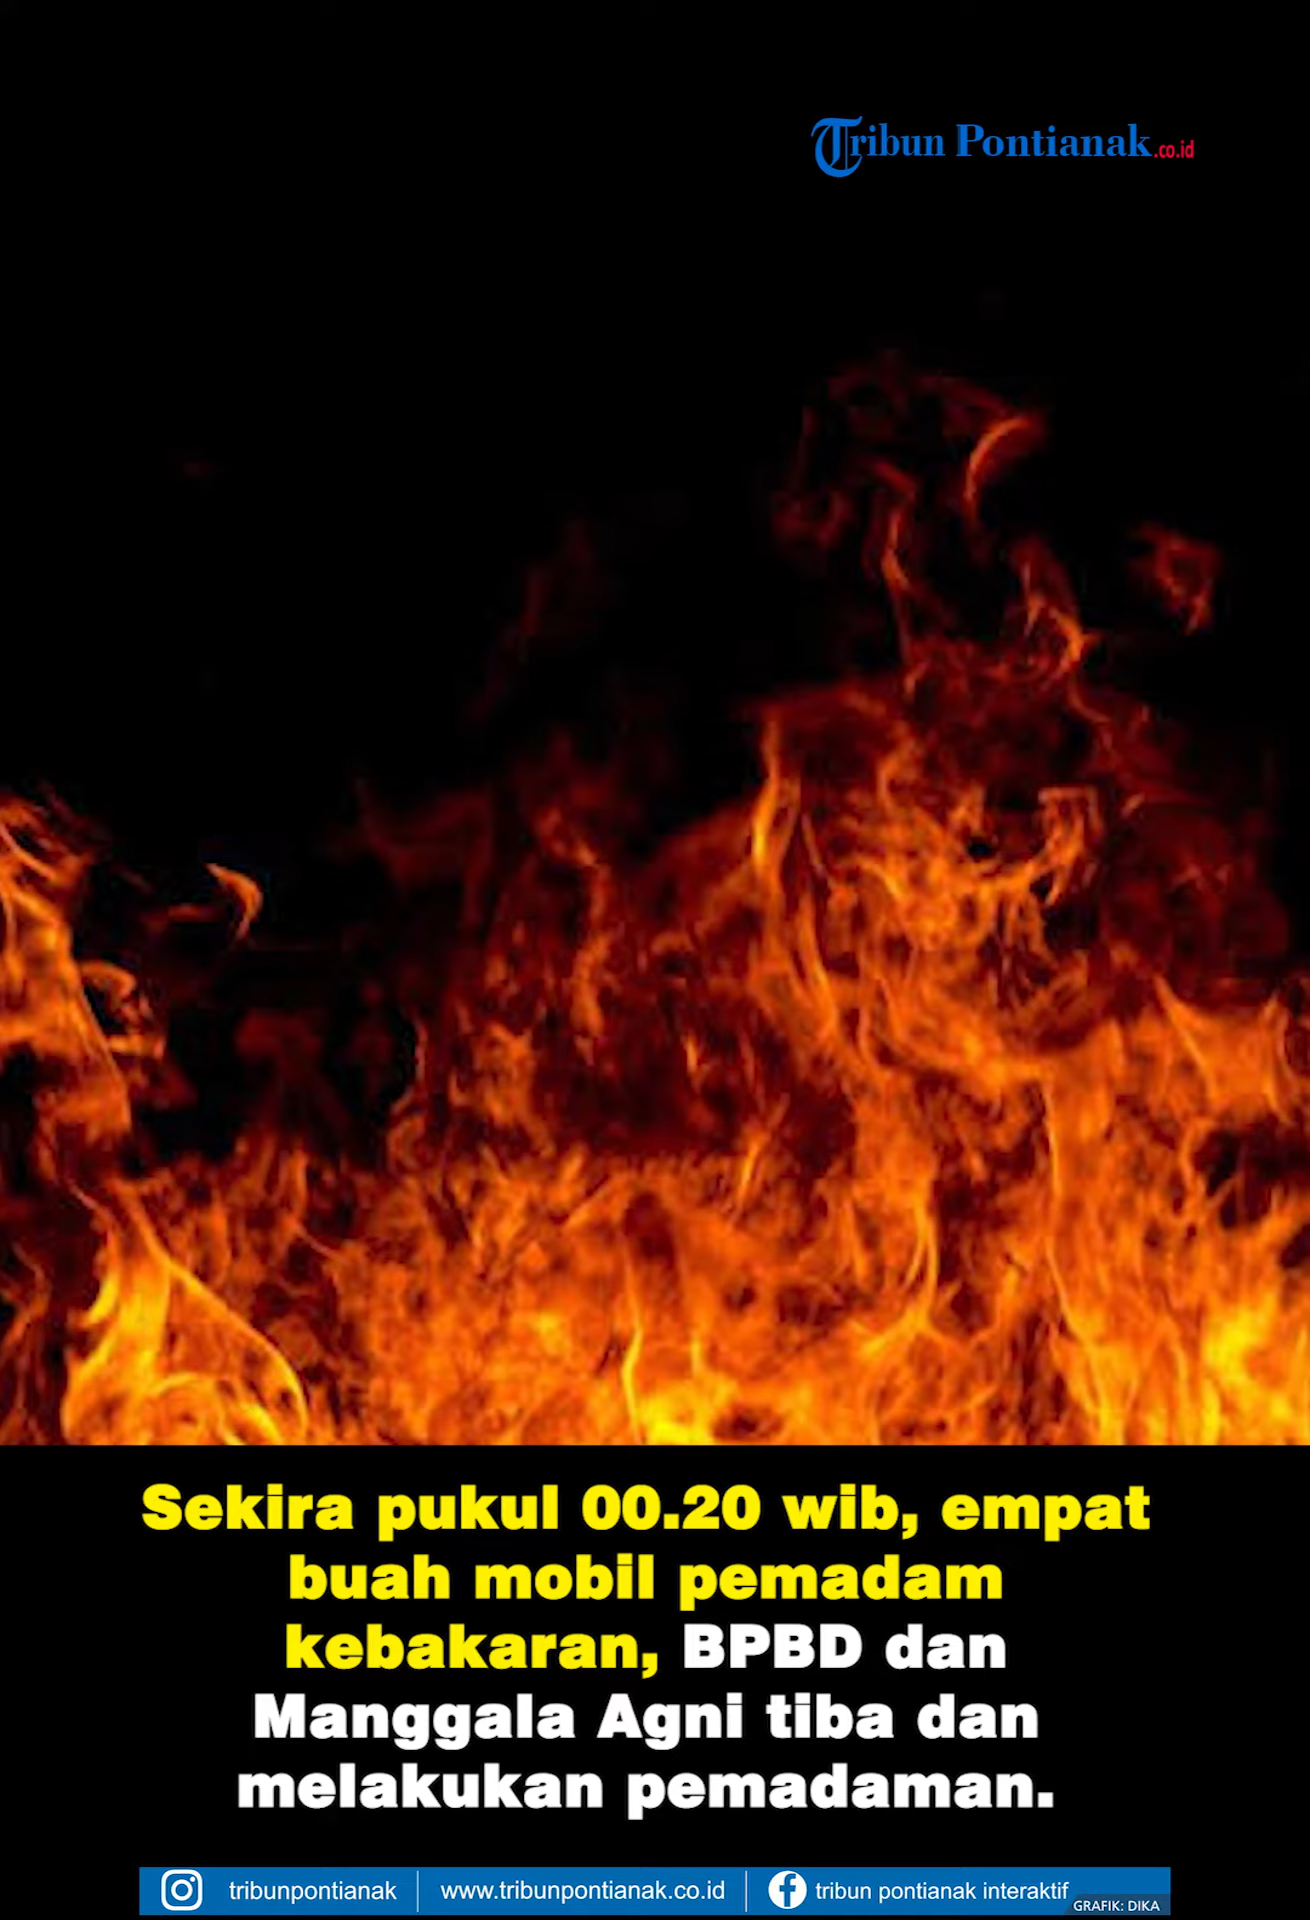 Tribun Pontianak.co.id
Sekira pukul 00.20 wib, empat
buah mobil pemadam
kebakaran, BPBD dan
Manggala Agni tiba dan
melakukan pemadaman.
tribunpontianak www.tribunpontianak.co.id tribun pontianak interaktif
GRAFIK: DIKA